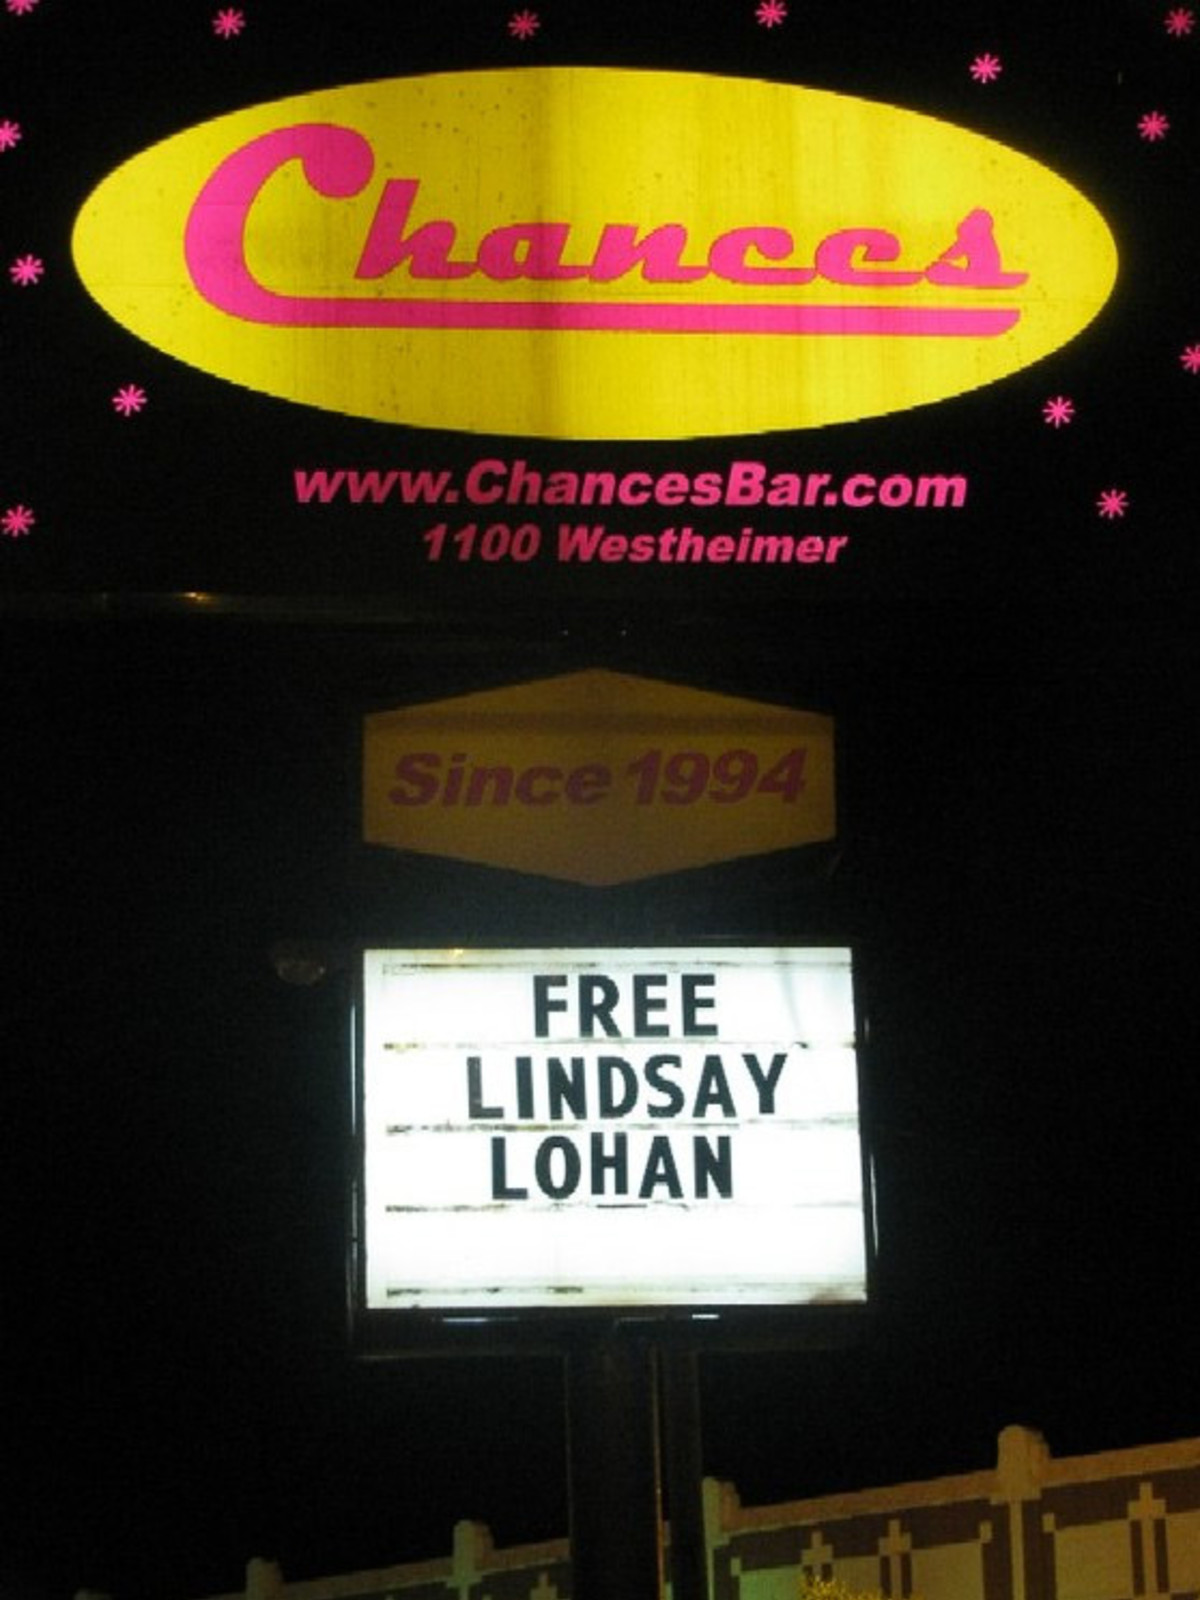 Chances
www.ChancesBar.com
1100 Westheimer
Since 1994
FREE
LINDSAY
LOHAN